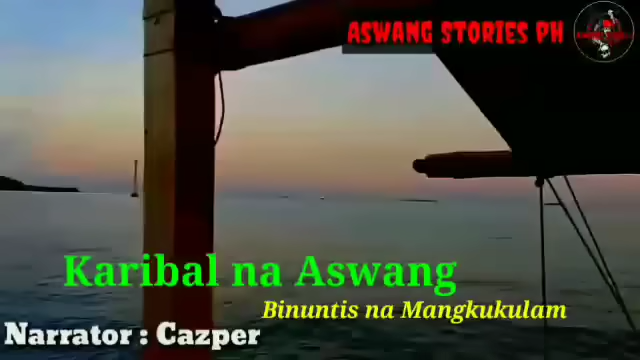 ASWANG STORIES PH
Karibal na Aswang
Binuntis na Mangkukulam
Narrator : Cazper